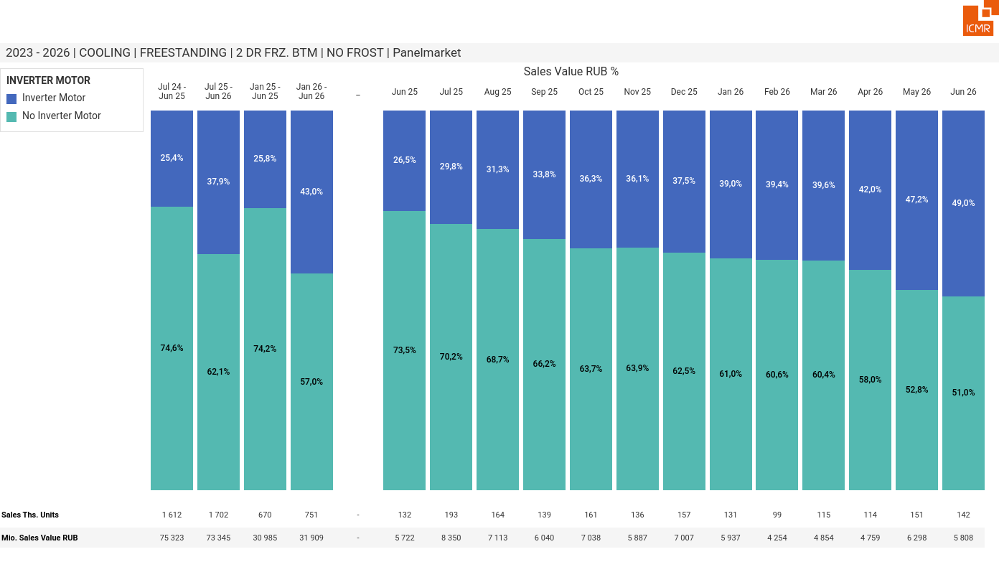 ICMR
2023 - 2026 | COOLING | FREESTANDING | 2 DR FRZ. BTM | NO FROST | Panelmarket
INVERTER MOTOR
Inverter Motor
No Inverter Motor
Sales Value RUB %
Jul 24 - Jul 25 - Jan 25 - Jan 26 -
Jun 25 Jun 26 Jun 25 Jun 26 – Jun 25 Jul 25 Aug 25 Sep 25 Oct 25 Nov 25 Dec 25 Jan 26 Feb 26 Mar 26 Apr 26 May 26 Jun 26
25,4% 37,9% 25,8% 43,0% 26,5% 29,8% 31,3% 33,8% 36,3% 36,1% 37,5% 39,0% 39,4% 39,6% 42,0% 47,2% 49,0%
74,6% 62,1% 74,2% 57,0% 73,5% 70,2% 68,7% 66,2% 63,7% 63,9% 62,5% 61,0% 60,6% 60,4% 58,0% 52,8% 51,0%
Sales Ths. Units 1 612 1 702 670 751 - 132 193 164 139 161 136 157 131 99 115 114 151 142
Mio. Sales Value RUB 75 323 73 345 30 985 31 909 - 5 722 8 350 7 113 6 040 7 038 5 887 7 007 5 937 4 254 4 854 4 759 6 298 5 808